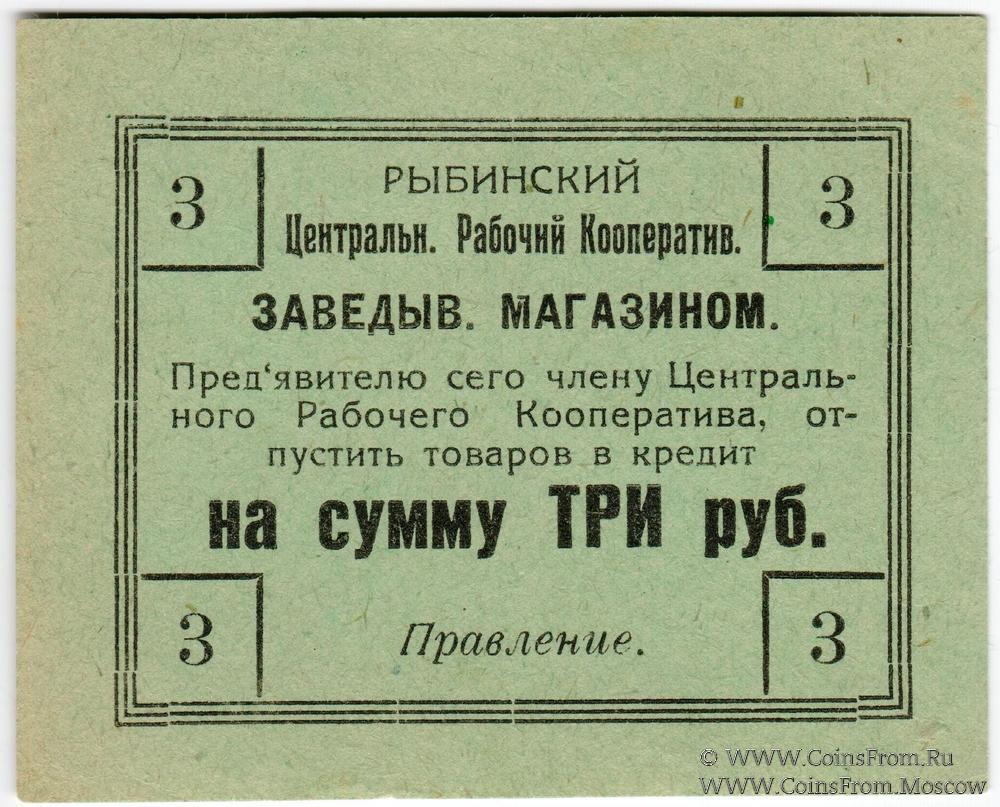 3 РЫБИНСКИЙ 3
Центральн. Рабочий Кооператив.
ЗАВЕДЫВ. МАГАЗИНОМ.
Пред‘явителю сего члену Централь-
ного Рабочего Кооператива, от-
пустить товаров в кредит
на сумму ТРИ руб.
3 Правление. 3
© WWW.CoinsFrom.Ru
WWW.CoinsFrom.Moscow